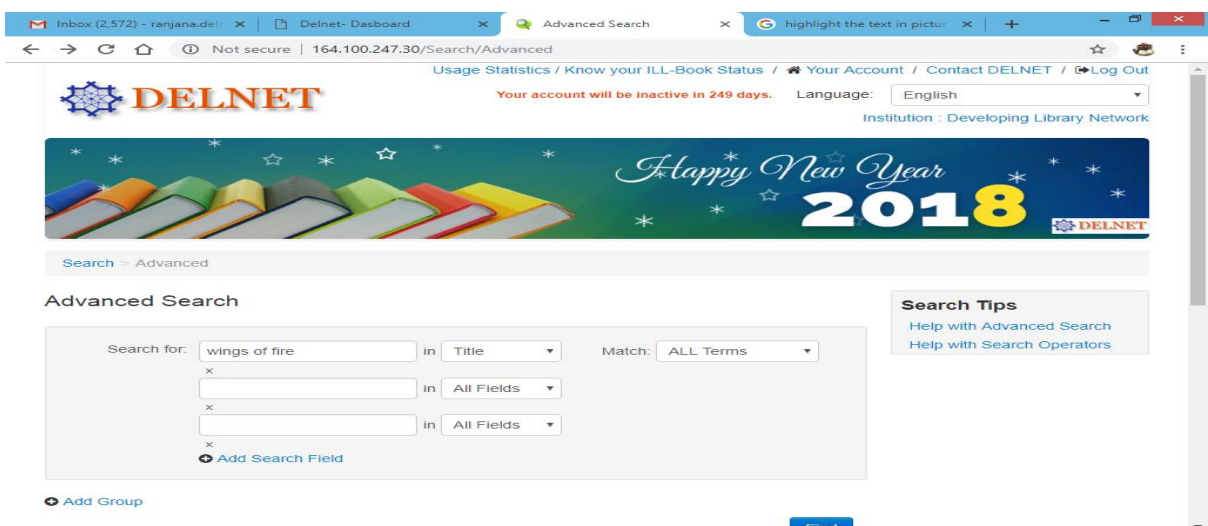 Inbox (2,572) - ranjana.del Delnet- Dasboard Advanced Search highlight the text in pictur
Not secure | 164.100.247.30/Search/Advanced
Usage Statistics / Know your ILL-Book Status / Your Account / Contact DELNET / Log Out
DELNET Your account will be inactive in 249 days. Language: English
Institution : Developing Library Network
Happy New Year
2018
DELNET
Search > Advanced
Advanced Search
Search Tips
Help with Advanced Search
Help with Search Operators
Search for: wings of fire in Title Match: ALL Terms
in All Fields
in All Fields
Add Search Field
Add Group